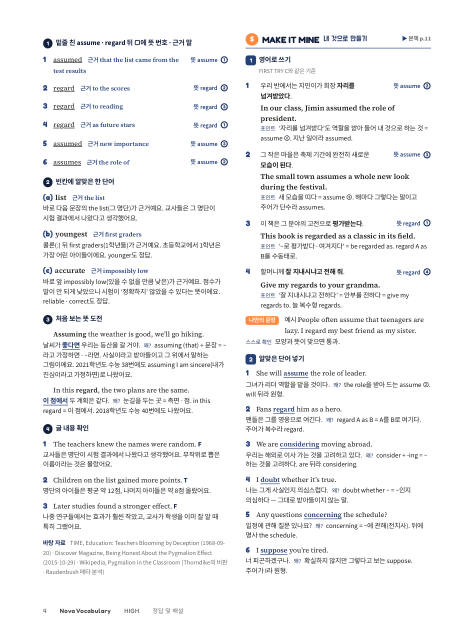 1 밑줄 친 assume · regard 뒤 □에 뜻 번호 · 근거 말
1 assumed 근거 that the list came from the test results 뜻 assume ①
2 regard 근거 to the scores
3 regard 근거 to reading
4 regard 근거 as future stars
5 assumed 근거 new importance
6 assumes 근거 the role of
2 빈칸에 알맞은 한 단어
(a) list 근거 the list
바로 다음 문장의 the list(그 명단)가 근거예요. 교사들은 그 명단이
시험 결과에서 나왔다고 생각했어요.
(b) youngest 근거 first graders
콜론(:) 뒤 first graders(1학년들)가 근거예요. 초등학교에서 1학년은
가장 어린 아이들이에요. younger도 정답.
(c) accurate 근거 impossibly low
바로 앞 impossibly low(있을 수 없을 만큼 낮은)가 근거예요. 점수가
말이 안 되게 낮았으니 시험이 '정확하지' 않았을 수 있다는 뜻이에요.
reliable · correct도 정답.
3 처음 보는 뜻 도전
Assuming the weather is good, we'll go hiking.
날씨가 좋다면 우리는 등산을 갈 거야. 왜? assuming (that) + 문장 = ~
라고 가정하면 · ~라면. 사실이라고 받아들이고 그 위에서 말하는
그림이에요. 2021학년도 수능 38번에도 assuming I am sincere(내가
진심이라고 가정하면)로 나왔어요.
In this regard, the two plans are the same.
이 점에서 두 계획은 같다. 왜? 눈길을 두는 곳 = 측면 · 점. in this
regard = 이 점에서. 2018학년도 수능 40번에도 나왔어요.
4 글 내용 확인
1 The teachers knew the names were random. F
교사들은 명단이 시험 결과에서 나왔다고 생각했어요. 무작위로 뽑은
이름이라는 것은 몰랐어요.
2 Children on the list gained more points. T
명단의 아이들은 평균 약 12점, 나머지 아이들은 약 8점 올랐어요.
3 Later studies found a stronger effect. F
나중 연구들에서는 효과가 훨씬 작았고, 교사가 학생을 이미 잘 알 때
특히 그랬어요.
바탕 자료 TIME, Education: Teachers Blooming by Deception (1968-09-
20) · Discover Magazine, Being Honest About the Pygmalion Effect
(2015-10-29) · Wikipedia, Pygmalion in the Classroom (Thorndike의 비판
· Raudenbush 메타 분석)
5 MAKE IT MINE 내 것으로 만들기 ▶ 본책 p.11
1 영어로 쓰기
FIRST TRY □와 같은 기준
1 우리 반에서는 지민이가 회장 자리를 넘겨받았다. 뜻 assume ②
In our class, Jimin assumed the role of
president.
포인트 '자리를 넘겨받다'도 역할을 받아 들어 내 것으로 하는 것 =
assume ②. 지난 일이라 assumed.
2 그 작은 마을은 축제 기간에 완전히 새로운 모습이 된다. 뜻 assume ③
The small town assumes a whole new look
during the festival.
포인트 새 모습을 띠다 = assume ③. 해마다 그렇다는 말이고
주어가 단수라 assumes.
3 이 책은 그 분야의 고전으로 평가받는다. 뜻 regard ①
This book is regarded as a classic in its field.
포인트 '~로 평가받다 · 여겨지다' = be regarded as. regard A as
B를 수동태로.
4 할머니께 잘 지내시냐고 전해 줘. 뜻 regard ④
Give my regards to your grandma.
포인트 '잘 지내시냐고 전하다' = 안부를 전하다 = give my
regards to. 늘 복수형 regards.
나만의 문장 예시 People often assume that teenagers are
lazy. I regard my best friend as my sister.
스스로 확인 모양과 뜻이 맞으면 통과.
2 알맞은 단어 넣기
1 She will assume the role of leader.
그녀가 리더 역할을 맡을 것이다. 왜? the role을 받아 드는 assume ②.
will 뒤라 원형.
2 Fans regard him as a hero.
팬들은 그를 영웅으로 여긴다. 왜? regard A as B = A를 B로 여기다.
주어가 복수라 regard.
3 We are considering moving abroad.
우리는 해외로 이사 가는 것을 고려하고 있다. 왜? consider + -ing = ~
하는 것을 고려하다. are 뒤라 considering.
4 I doubt whether it's true.
나는 그게 사실인지 의심스럽다. 왜? doubt whether ~ = ~인지
의심하다 — 그대로 받아들이지 않는 말.
5 Any questions concerning the schedule?
일정에 관해 질문 있나요? 왜? concerning = ~에 관해(전치사). 뒤에
명사 the schedule.
6 I suppose you're tired.
너 피곤하겠구나. 왜? 확실하지 않지만 그렇다고 보는 suppose.
주어가 I라 원형.
4 Nova Vocabulary HIGH 정답 및 해설